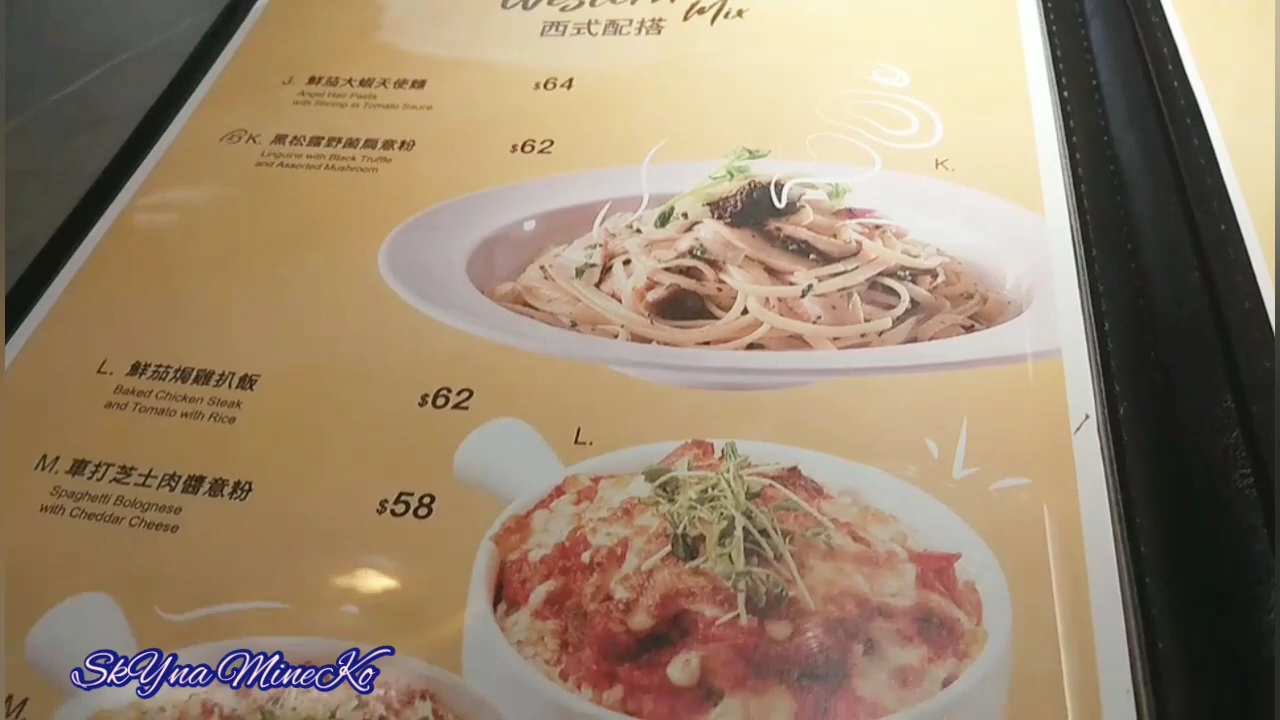 Western Mix
西式配搭
J. 鮮茄大蝦天使麵 $64
Angel Hair Pasta
with Shrimp in Tomato Sauce
K. 黑松露野菌扁意粉 $62
Linguine with Black Truffle
and Assorted Mushroom
K.
L. 鮮茄焗雞扒飯 $62
Baked Chicken Steak
and Tomato with Rice
L.
M. 車打芝士肉醬意粉 $58
Spaghetti Bolognese
with Cheddar Cheese
M.
SkYna MineKo